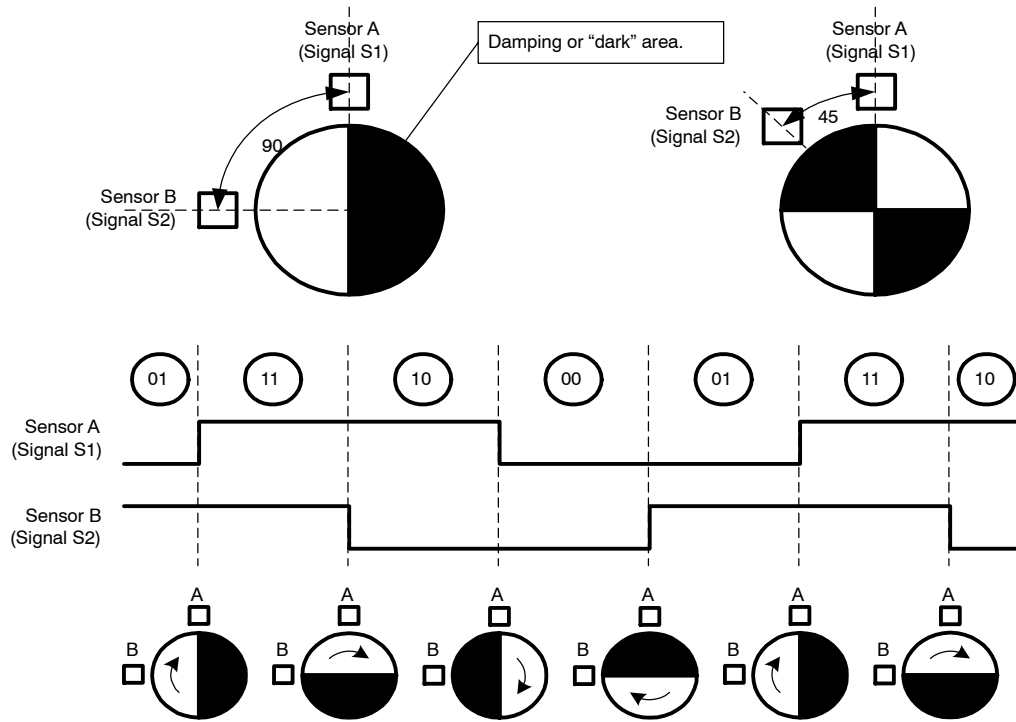 Sensor A
(Signal S1)
Damping or “dark” area.
90
Sensor B
(Signal S2)
Sensor A
(Signal S1)
Sensor B
(Signal S2)
45
01
11
10
00
01
11
10
Sensor A
(Signal S1)
Sensor B
(Signal S2)
A
A
A
A
A
A
B
B
B
B
B
B